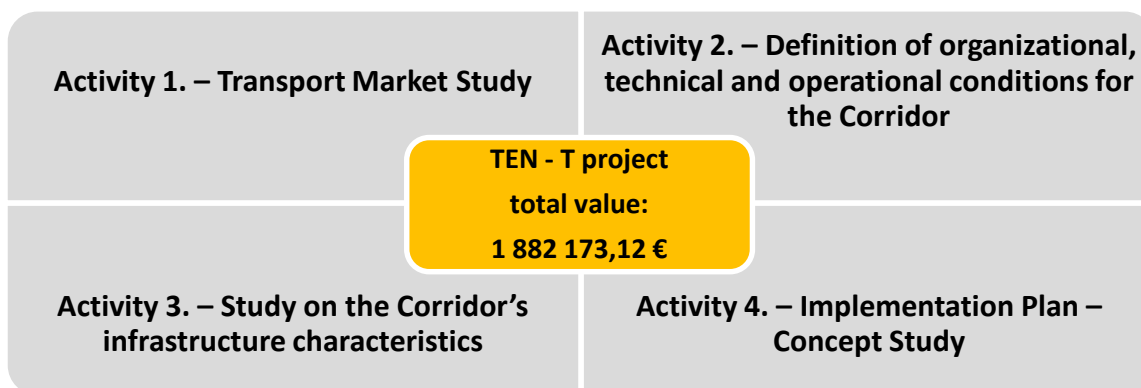 Activity 1. – Transport Market Study
Activity 2. – Definition of organizational,
technical and operational conditions for
the Corridor
TEN - T project
total value:
1 882 173,12 €
Activity 3. – Study on the Corridor’s
infrastructure characteristics
Activity 4. – Implementation Plan –
Concept Study